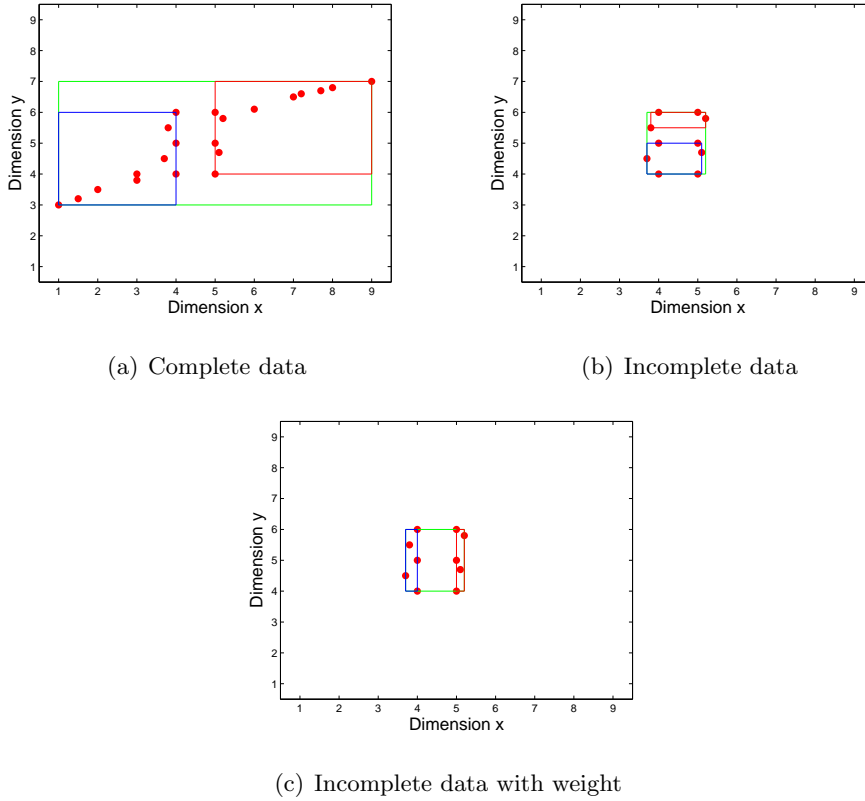 9
8
7
6
5
4
3
2
1
Dimension y
1 2 3 4 5 6 7 8 9
Dimension x
(a) Complete data
9
8
7
6
5
4
3
2
1
Dimension y
1 2 3 4 5 6 7 8 9
Dimension x
(b) Incomplete data
9
8
7
6
5
4
3
2
1
Dimension y
1 2 3 4 5 6 7 8 9
Dimension x
(c) Incomplete data with weight